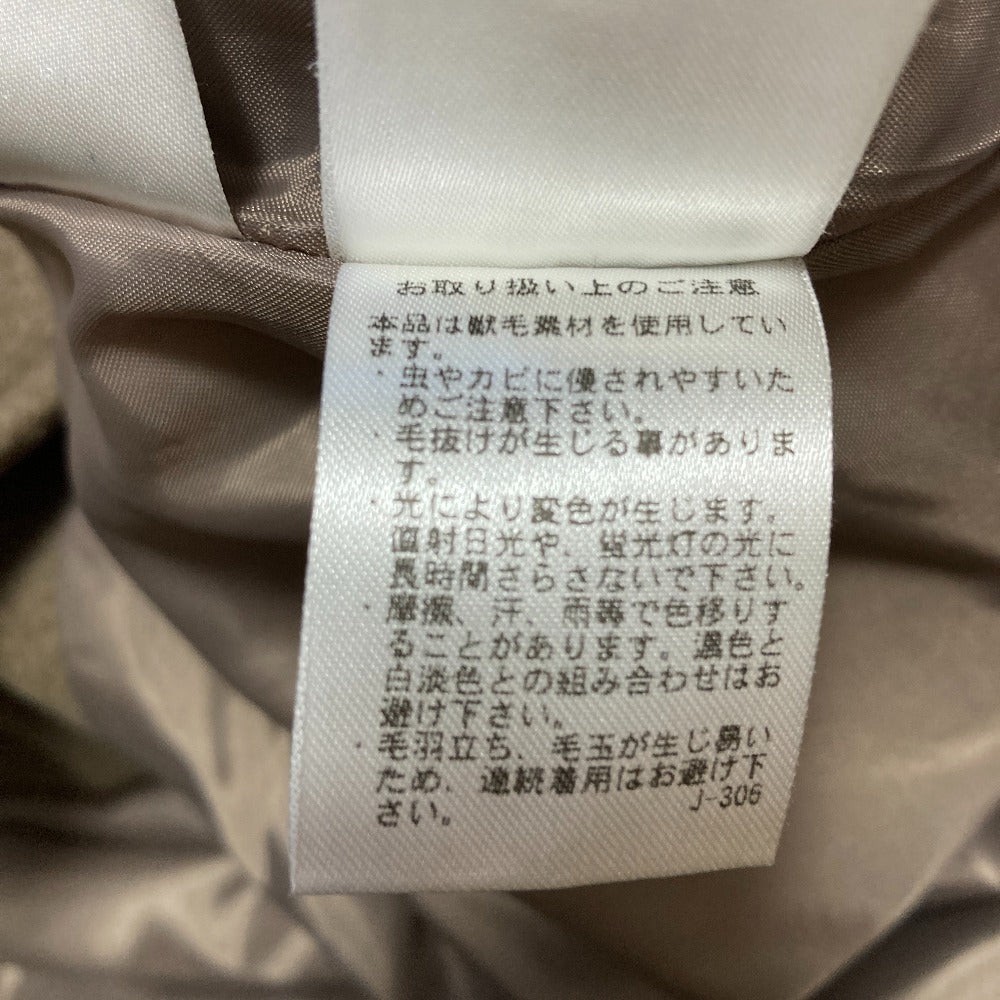 お取り扱い上のご注意
本品は獣毛素材を使用してい
ます。
・虫やカビに侵されやすいた
めご注意下さい。
・毛抜けが生じる事がありま
す。
・光により変色が生じます。
直射日光や、蛍光灯の光に
長時間さらさないで下さい。
・摩擦、汗、雨等で色移りす
ることがあります。濃色と
白淡色との組み合わせはお
避け下さい。
・毛羽立ち、毛玉が生じ易い
ため、連続着用はお避け下
さい。
J-306